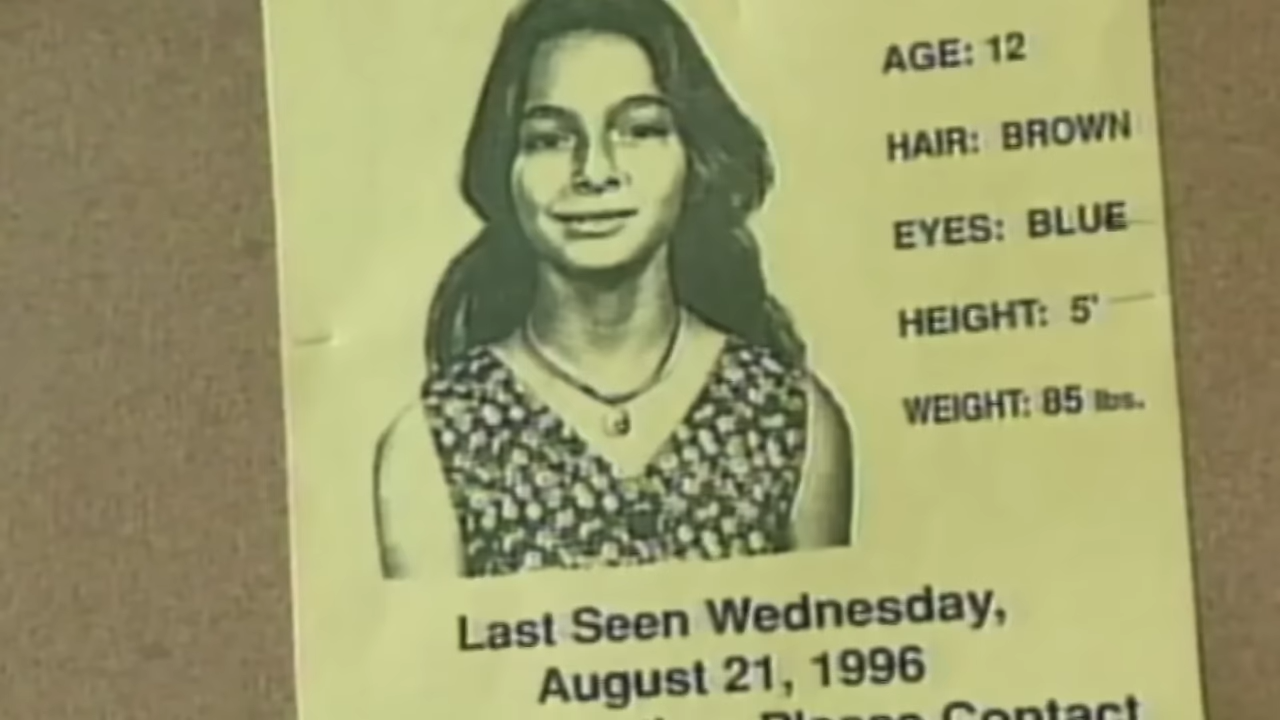 AGE: 12
HAIR: BROWN
EYES: BLUE
HEIGHT: 5'
WEIGHT: 85 lbs.
Last Seen Wednesday,
August 21, 1996
Please Contact